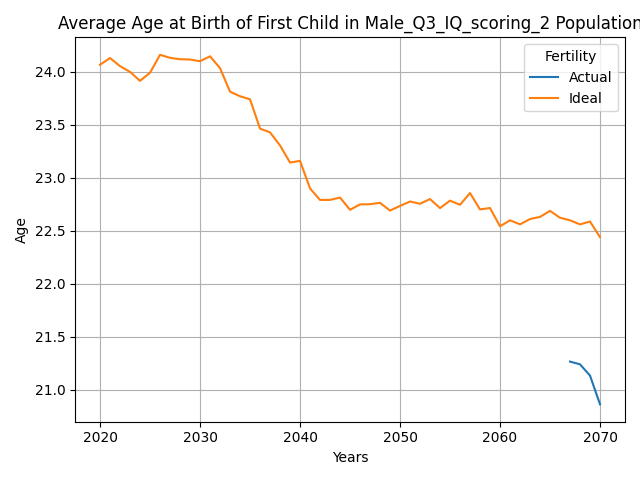 Average Age at Birth of First Child in Male_Q3_IQ_scoring_2 Population
Fertility
Actual
Ideal
24.0
23.5
23.0
22.5
22.0
21.5
21.0
Age
2020
2030
2040
2050
2060
2070
Years